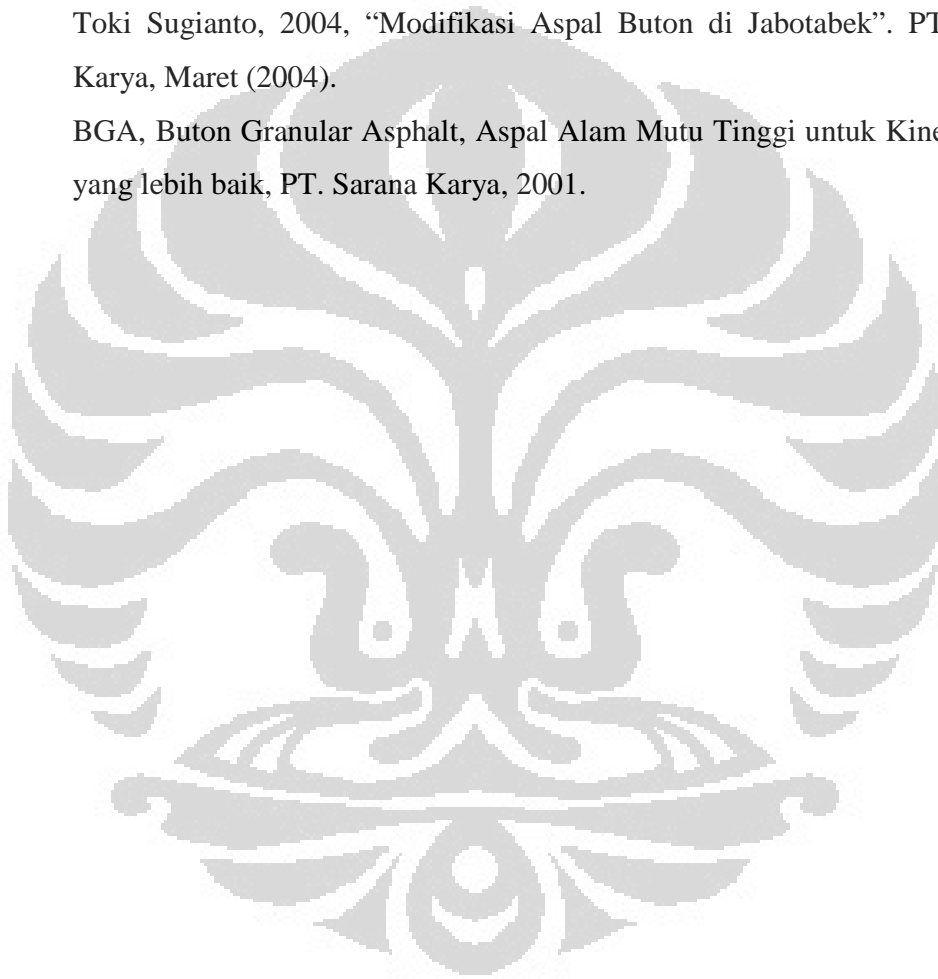 Toki Sugianto, 2004, “Modifikasi Aspal Buton di Jabotabek”. PT
Karya, Maret (2004).
BGA, Buton Granular Asphalt, Aspal Alam Mutu Tinggi untuk Kine
yang lebih baik, PT. Sarana Karya, 2001.